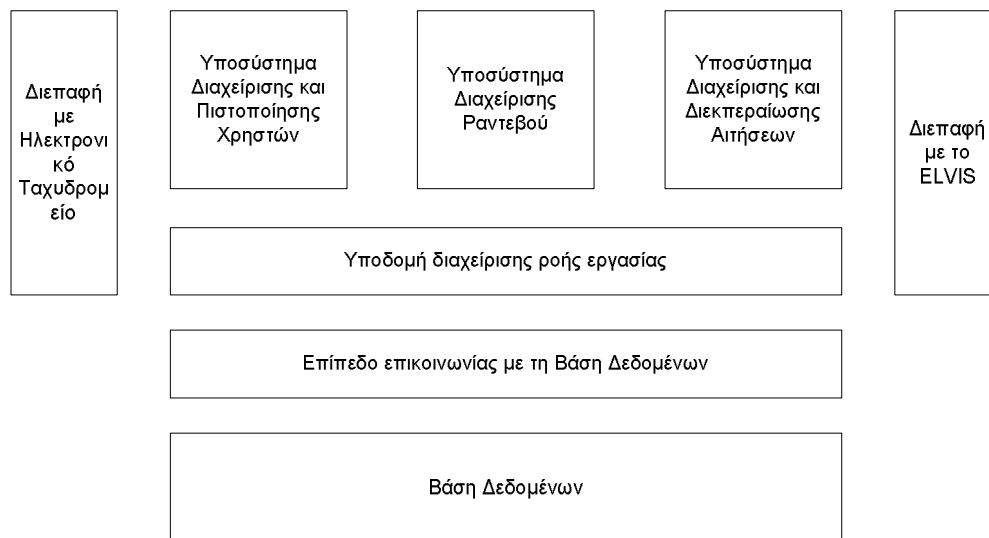 Διεπαφή
με
Ηλεκτρονι
κό
Ταχυδρομ
είο
Υποσύστημα
Διαχείρισης και
Πιστοποίησης
Χρηστών
Υποσύστημα
Διαχείρισης
Ραντεβού
Υποσύστημα
Διαχείρισης και
Διεκπεραίωσης
Αιτήσεων
Διεπαφή
με το
ELVIS
Υποδομή διαχείρισης ροής εργασίας
Επίπεδο επικοινωνίας με τη Βάση Δεδομένων
Βάση Δεδομένων